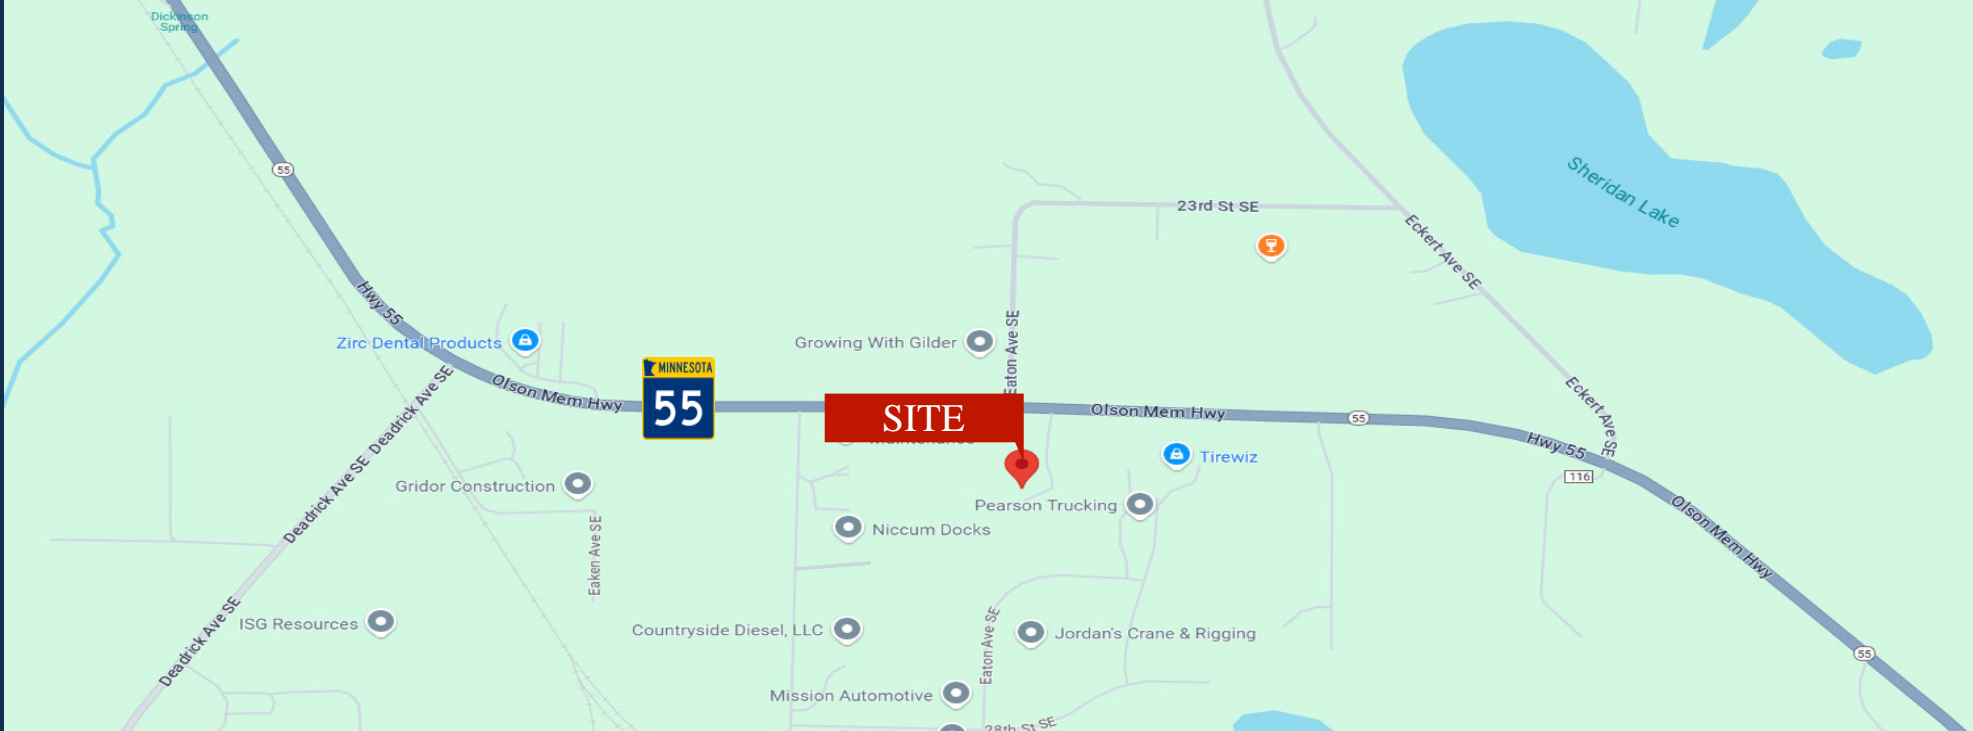 Dickinson
Spring
55
Hwy 55
Zirc Dental Products
Deadrick Ave SE
Deadrick Ave SE
Deadrick Ave SE
Olson Mem Hwy
MINNESOTA
55
Growing With Gilder
Eaton Ave SE
23rd St SE
Eckert Ave SE
Sheridan Lake
SITE
Maintenance
Olson Mem Hwy
55
Eckert Ave SE
Hwy 55
116
Olson Mem Hwy
55
Tirewiz
Pearson Trucking
Gridor Construction
Niccum Docks
Eaken Ave SE
ISG Resources
Countryside Diesel, LLC
Eaton Ave SE
Jordan's Crane & Rigging
Mission Automotive
28th St SE